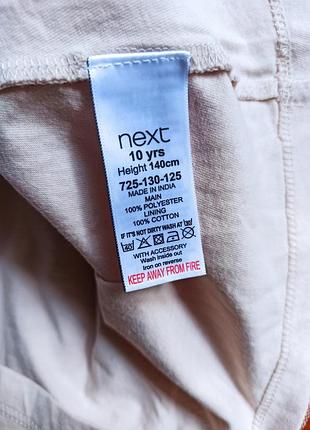 next
10 yrs
Height 140cm
725-130-125
MADE IN INDIA
MAIN
100% POLYESTER
LINING
100% COTTON
IF IT'S NOT DIRTY WASH AT 30
WITH ACCESSORY
Wash inside out
Iron on reverse
KEEP AWAY FROM FIRE